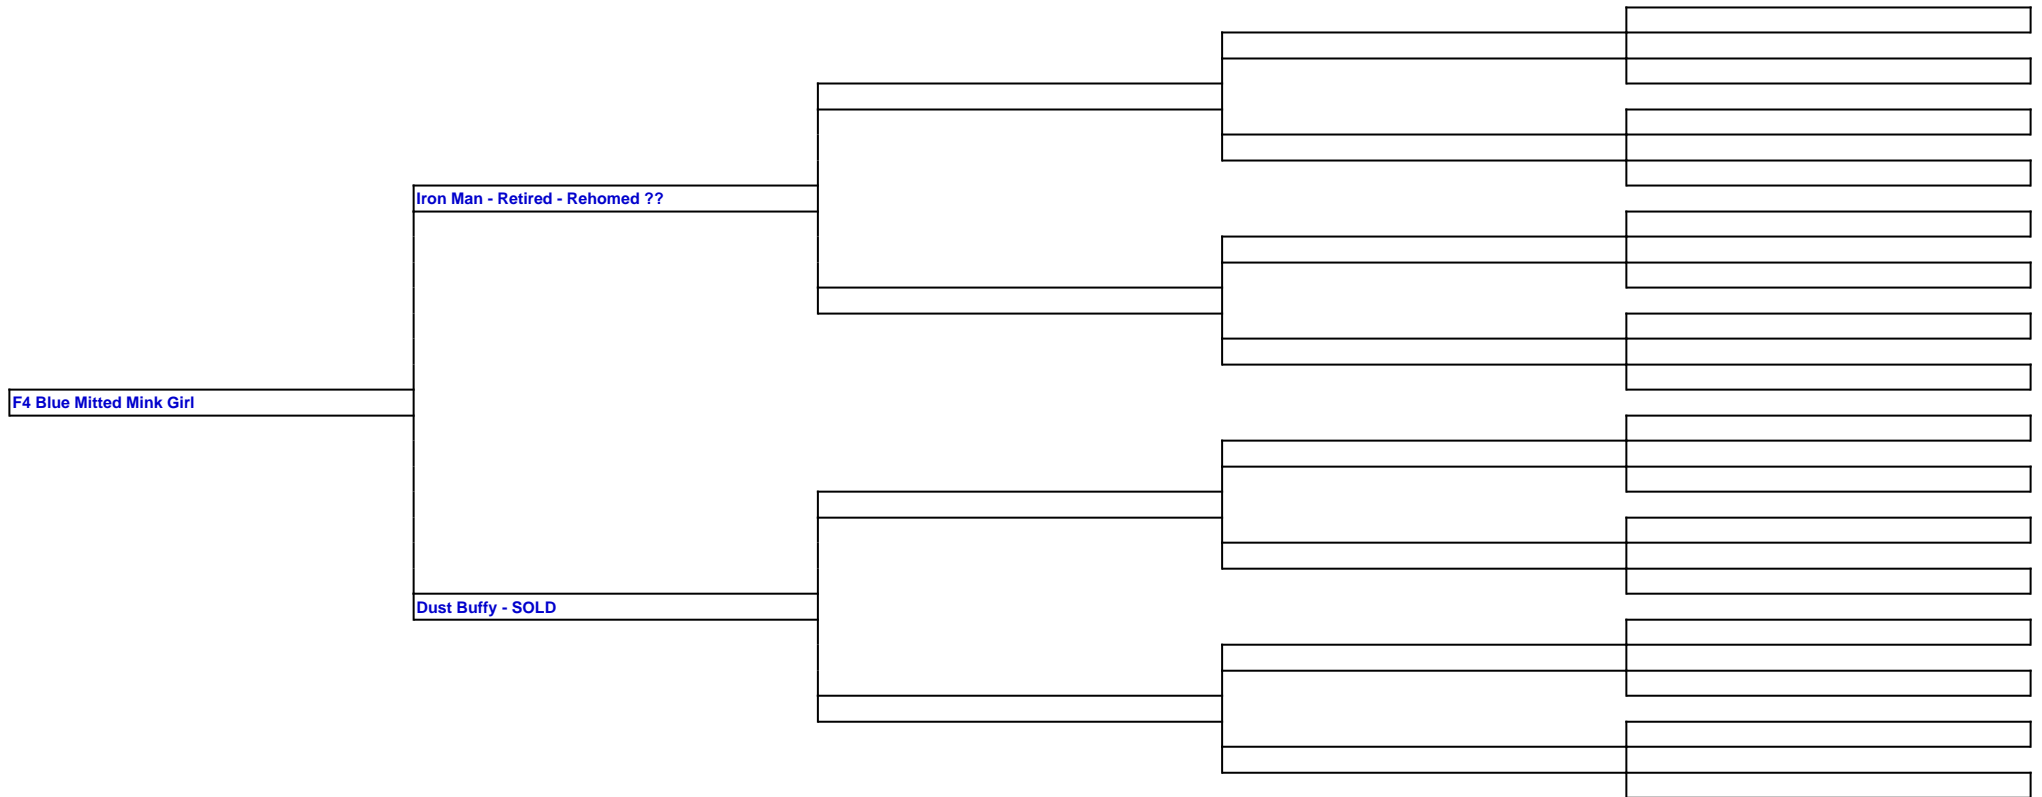 Iron Man - Retired - Rehomed ??
F4 Blue Mitted Mink Girl
Dust Buffy - SOLD